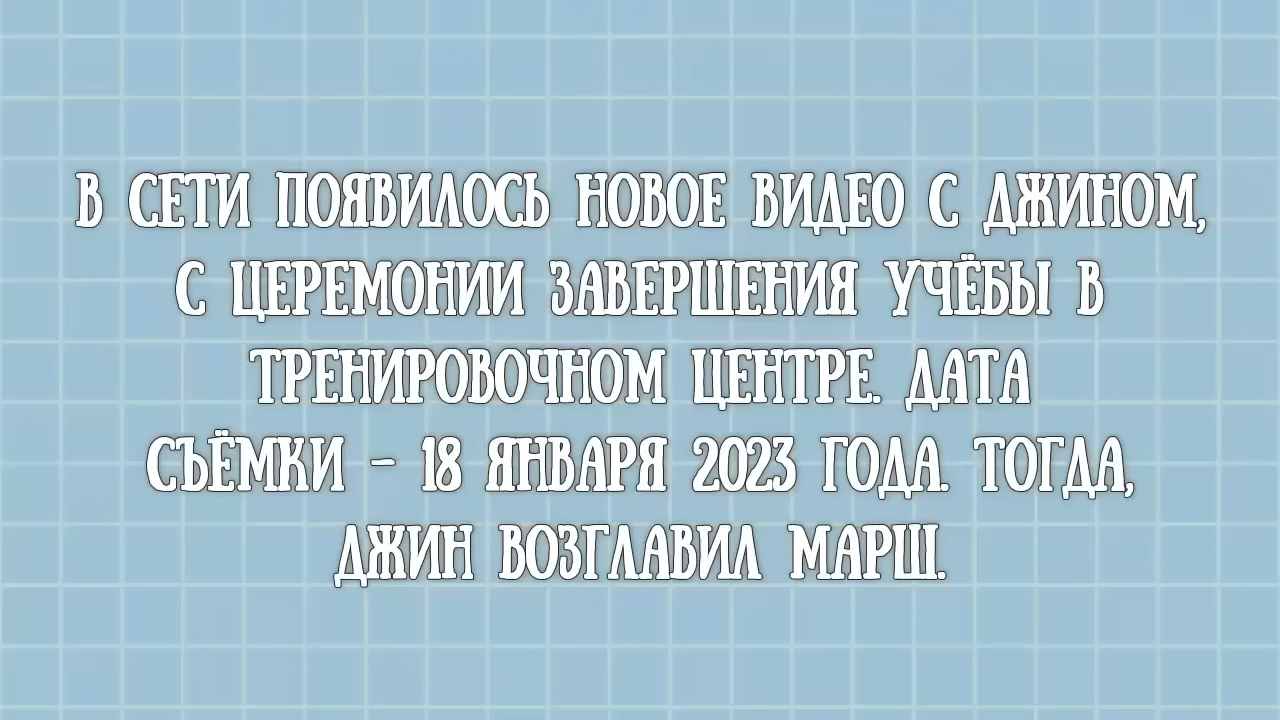 В СЕТИ ПОЯВИЛОСЬ НОВОЕ ВИДЕО С ДЖИНОМ,
С ЦЕРЕМОНИИ ЗАВЕРШЕНИЯ УЧЁБЫ В
ТРЕНИРОВОЧНОМ ЦЕНТРЕ. ДАТА
СЪЁМКИ - 18 ЯНВАРЯ 2023 ГОДА. ТОГДА,
ДЖИН ВОЗГЛАВИЛ МАРШ.